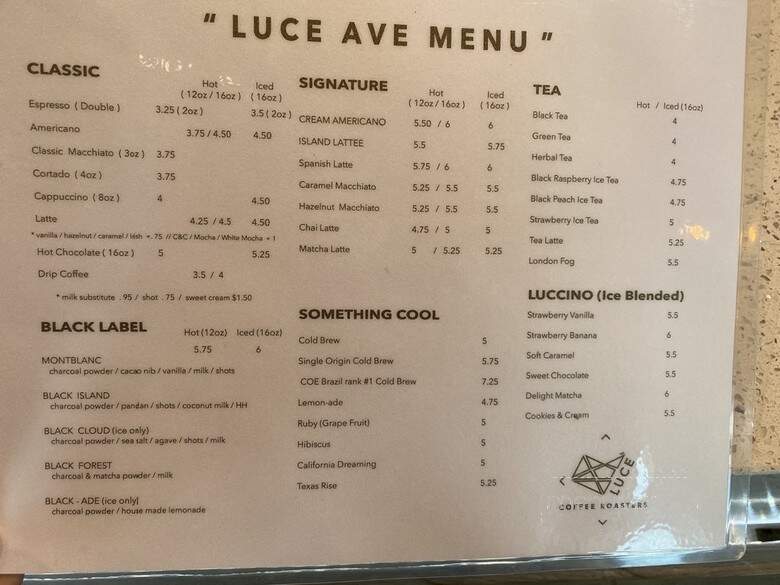 " LUCE AVE MENU "
CLASSIC
Hot Iced
( 12oz / 16oz ) ( 16oz )
Espresso ( Double ) 3.25 ( 2oz ) 3.5 ( 2oz )
Americano 3.75 / 4.50 4.50
Classic Macchiato ( 3oz ) 3.75
Cortado ( 4oz ) 3.75
Cappuccino ( 8oz ) 4 4.50
Latte 4.25 / 4.5 4.50
* vanilla / hazelnut / caramel / Irish +. 75 // C&C / Mocha / White Mocha + 1
Hot Chocolate ( 16oz ) 5 5.25
Drip Coffee 3.5 / 4
* milk substitute . 95 / shot . 75 / sweet cream $1.50
BLACK LABEL Hot (12oz) Iced (16oz)
5.75 6
MONTBLANC
charcoal powder / cacao nib / vanilla / milk / shots
BLACK ISLAND
charcoal powder / pandan / shots / coconut milk / HH
BLACK CLOUD (ice only)
charcoal powder / sea salt / agave / shots / milk
BLACK FOREST
charcoal & matcha powder / milk
BLACK - ADE (ice only)
charcoal powder / house made lemonade
SIGNATURE
Hot Iced
( 12oz / 16oz ) ( 16oz )
CREAM AMERICANO 5.50 / 6 6
ISLAND LATTEE 5.5 5.75
Spanish Latte 5.75 / 6 6
Caramel Macchiato 5.25 / 5.5 5.5
Hazelnut Macchiato 5.25 / 5.5 5.5
Chai Latte 4.75 / 5 5
Matcha Latte 5 / 5.25 5.25
SOMETHING COOL
Cold Brew 5
Single Origin Cold Brew 5.75
COE Brazil rank #1 Cold Brew 7.25
Lemon-ade 4.75
Ruby (Grape Fruit) 5
Hibiscus 5
California Dreaming 5
Texas Rise 5.25
TEA
Hot / Iced (16oz)
Black Tea 4
Green Tea 4
Herbal Tea 4
Black Raspberry Ice Tea 4.75
Black Peach Ice Tea 4.75
Strawberry Ice Tea 5
Tea Latte 5.25
London Fog 5.5
LUCCINO (Ice Blended)
Strawberry Vanilla 5.5
Strawberry Banana 6
Soft Caramel 5.5
Sweet Chocolate 5.5
Delight Matcha 6
Cookies & Cream 5.5
LUCE
COFFEE ROASTERS